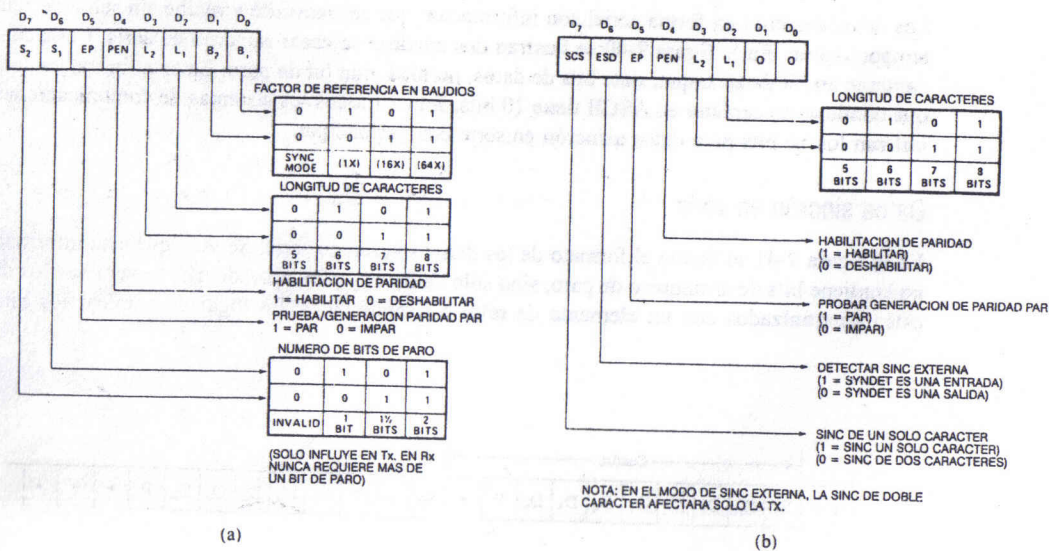 D7 D6 D5 D4 D3 D2 D1 D0
S2 S1 EP PEN L2 L1 B2 B1
FACTOR DE REFERENCIA EN BAUDIOS
0 1 0 1
0 0 1 1
SYNC MODE (1X) (16X) (64X)
LONGITUD DE CARACTERES
0 1 0 1
0 0 1 1
5 BITS 6 BITS 7 BITS 8 BITS
HABILITACION DE PARIDAD
1 = HABILITAR 0 = DESHABILITAR
PRUEBA/GENERACION PARIDAD PAR
1 = PAR 0 = IMPAR
NUMERO DE BITS DE PARO
0 1 0 1
0 0 1 1
INVALID 1 BIT 1½ BITS 2 BITS
(SOLO INFLUYE EN Tx. EN Rx
NUNCA REQUIERE MAS DE
UN BIT DE PARO)
(a)
D7 D6 D5 D4 D3 D2 D1 D0
SCS ESD EP PEN L2 L1 0 0
LONGITUD DE CARACTERES
0 1 0 1
0 0 1 1
5 BITS 6 BITS 7 BITS 8 BITS
HABILITACION DE PARIDAD
(1 = HABILITAR)
(0 = DESHABILITAR)
PROBAR GENERACION DE PARIDAD PAR
(1 = PAR)
(0 = IMPAR)
DETECTAR SINC EXTERNA
(1 = SYNDET ES UNA ENTRADA)
(0 = SYNDET ES UNA SALIDA)
SINC DE UN SOLO CARACTER
(1 = SINC UN SOLO CARACTER)
(0 = SINC DE DOS CARACTERES)
NOTA: EN EL MODO DE SINC EXTERNA, LA SINC DE DOBLE
CARACTER AFECTARA SOLO LA TX.
(b)